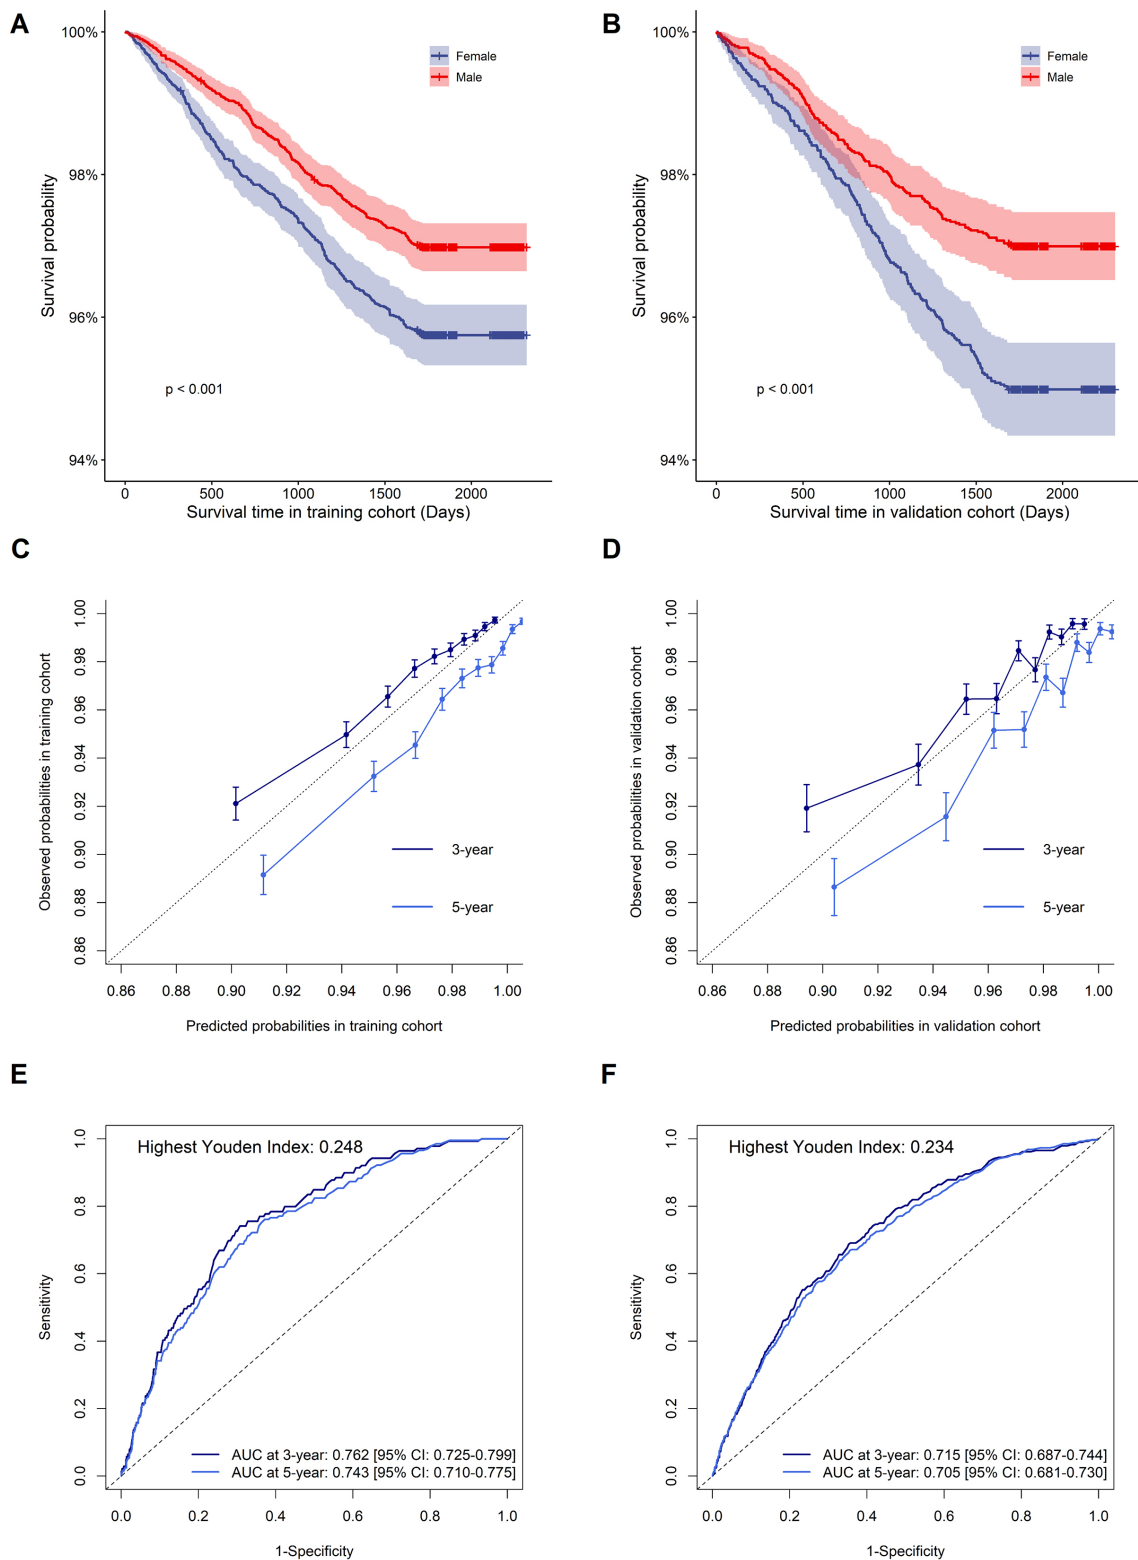 A
100%
98%
96%
94%
Survival probability
Female
Male
p < 0.001
0 500 1000 1500 2000
Survival time in training cohort (Days)
B
100%
98%
96%
94%
Survival probability
Female
Male
p < 0.001
0 500 1000 1500 2000
Survival time in validation cohort (Days)
C
Observed probabilities in training cohort
0.86 0.88 0.90 0.92 0.94 0.96 0.98 1.00
3-year
5-year
0.86 0.88 0.90 0.92 0.94 0.96 0.98 1.00
Predicted probabilities in training cohort
D
Observed probabilities in validation cohort
0.86 0.88 0.90 0.92 0.94 0.96 0.98 1.00
3-year
5-year
0.86 0.88 0.90 0.92 0.94 0.96 0.98 1.00
Predicted probabilities in validation cohort
E
Highest Youden Index: 0.248
Sensitivity
0.0 0.2 0.4 0.6 0.8 1.0
AUC at 3-year: 0.762 [95% CI: 0.725-0.799]
AUC at 5-year: 0.743 [95% CI: 0.710-0.775]
0.0 0.2 0.4 0.6 0.8 1.0
1-Specificity
F
Highest Youden Index: 0.234
Sensitivity
0.0 0.2 0.4 0.6 0.8 1.0
AUC at 3-year: 0.715 [95% CI: 0.687-0.744]
AUC at 5-year: 0.705 [95% CI: 0.681-0.730]
0.0 0.2 0.4 0.6 0.8 1.0
1-Specificity